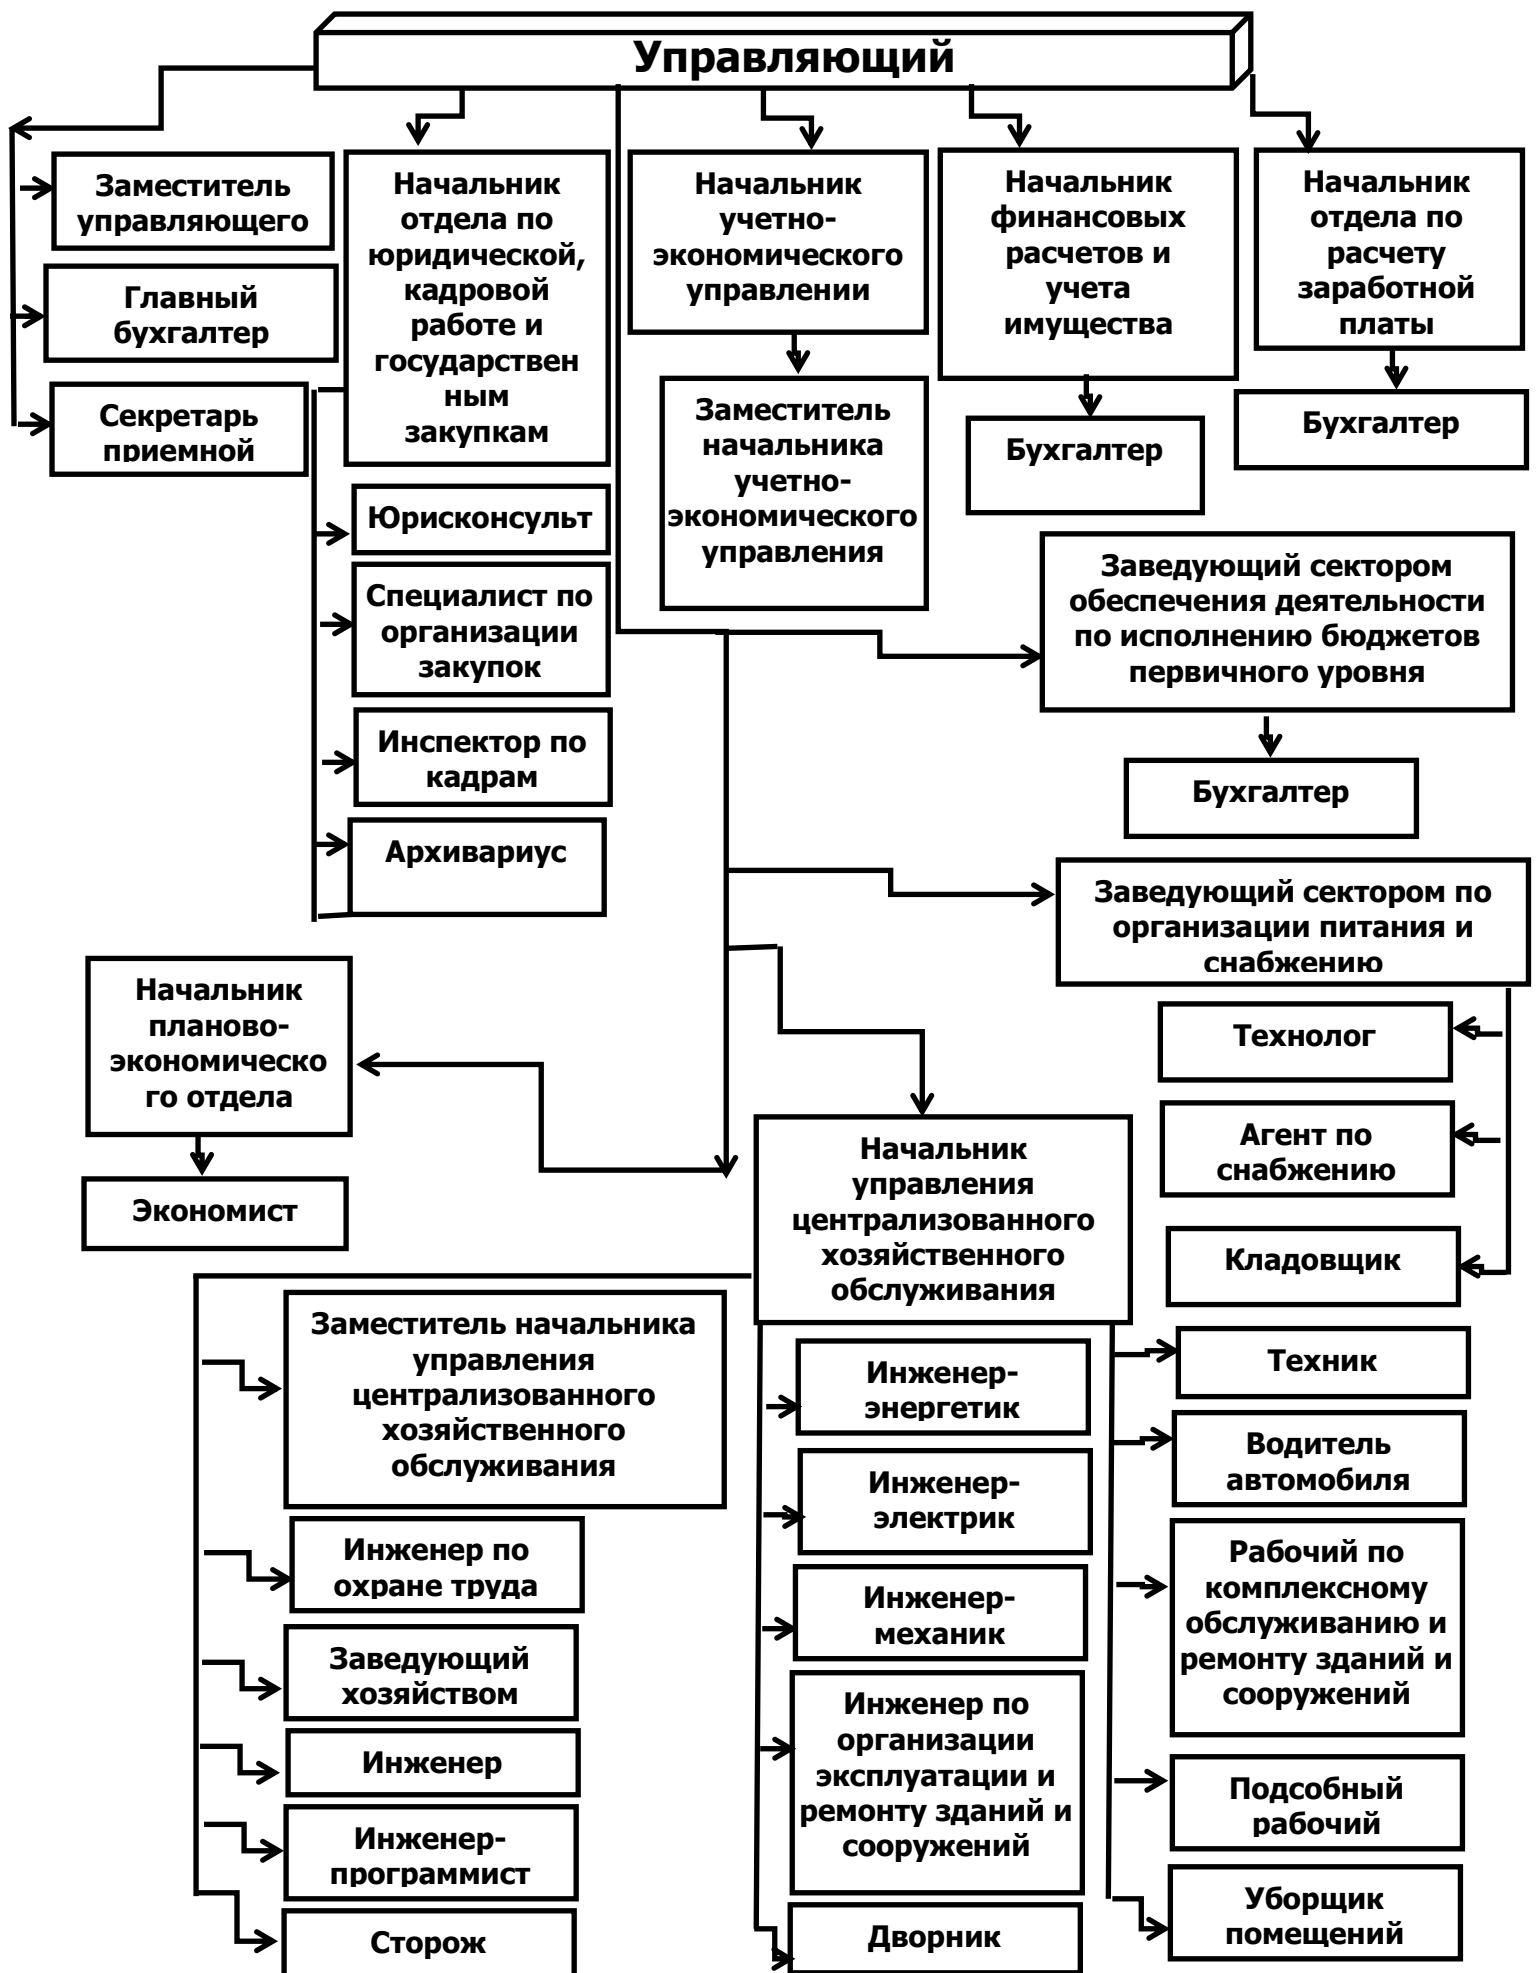 Управляющий
Заместитель
управляющего
Главный
бухгалтер
Секретарь
приемной
Начальник
отдела по
юридической,
кадровой
работе и
государствен
ным
закупкам
Юрисконсульт
Специалист по
организации
закупок
Инспектор по
кадрам
Архивариус
Начальник
учетно-
экономического
управлении
Заместитель
начальника
учетно-
экономического
управления
Начальник
финансовых
расчетов и
учета
имущества
Бухгалтер
Начальник
отдела по
расчету
заработной
платы
Бухгалтер
Заведующий сектором
обеспечения деятельности
по исполнению бюджетов
первичного уровня
Бухгалтер
Заведующий сектором по
организации питания и
снабжению
Технолог
Агент по
снабжению
Кладовщик
Начальник
планово-
экономическо
го отдела
Экономист
Начальник
управления
централизованного
хозяйственного
обслуживания
Заместитель начальника
управления
централизованного
хозяйственного
обслуживания
Инженер по
охране труда
Заведующий
хозяйством
Инженер
Инженер-
программист
Сторож
Инженер-
энергетик
Инженер-
электрик
Инженер-
механик
Инженер по
организации
эксплуатации и
ремонту зданий и
сооружений
Дворник
Техник
Водитель
автомобиля
Рабочий по
комплексному
обслуживанию и
ремонту зданий и
сооружений
Подсобный
рабочий
Уборщик
помещений